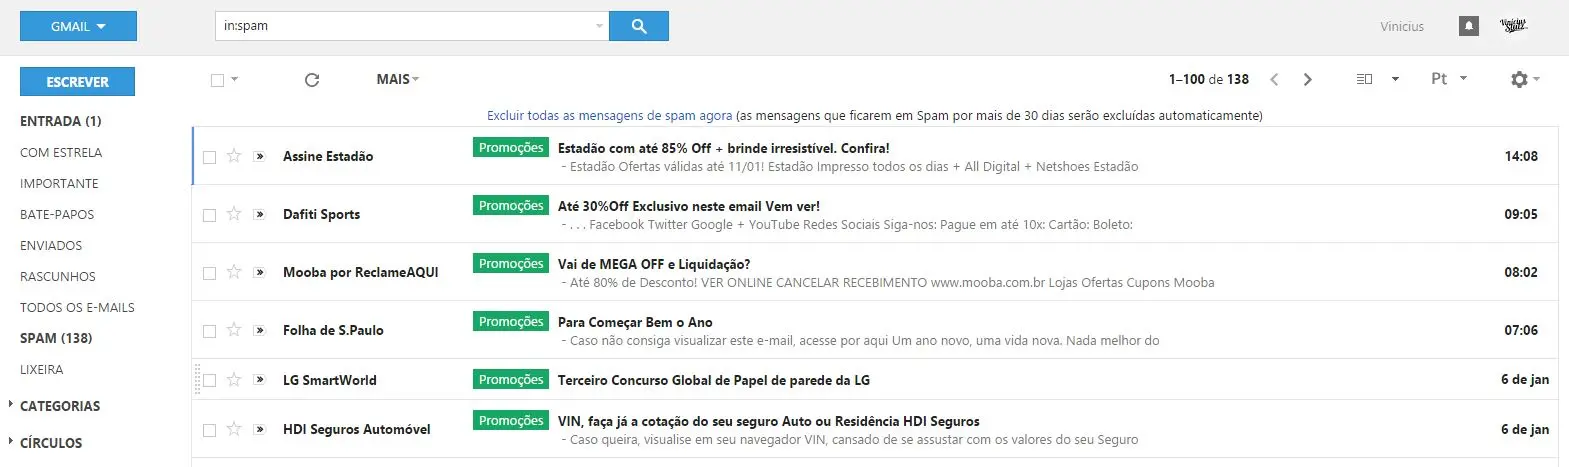 GMAIL
in:spam
Vinicius
ESCREVER
MAIS
1–100 de 138
Pt
Excluir todas as mensagens de spam agora (as mensagens que ficarem em Spam por mais de 30 dias serão excluídas automaticamente)
ENTRADA (1)
COM ESTRELA
IMPORTANTE
BATE-PAPOS
ENVIADOS
RASCUNHOS
TODOS OS E-MAILS
SPAM (138)
LIXEIRA
CATEGORIAS
CÍRCULOS
Assine Estadão Promoções Estadão com até 85% Off + brinde irresistível. Confira! 14:08
- Estadão Ofertas válidas até 11/01! Estadão Impresso todos os dias + All Digital + Netshoes Estadão
Dafiti Sports Promoções Até 30%Off Exclusivo neste email Vem ver! 09:05
- . . . Facebook Twitter Google + YouTube Redes Sociais Siga-nos: Pague em até 10x: Cartão: Boleto:
Mooba por ReclameAQUI Promoções Vai de MEGA OFF e Liquidação? 08:02
- Até 80% de Desconto! VER ONLINE CANCELAR RECEBIMENTO www.mooba.com.br Lojas Ofertas Cupons Mooba
Folha de S.Paulo Promoções Para Começar Bem o Ano 07:06
- Caso não consiga visualizar este e-mail, acesse por aqui Um ano novo, uma vida nova. Nada melhor do
LG SmartWorld Promoções Terceiro Concurso Global de Papel de parede da LG 6 de jan
HDI Seguros Automóvel Promoções VIN, faça já a cotação do seu seguro Auto ou Residência HDI Seguros 6 de jan
- Caso queira, visualise em seu navegador VIN, cansado de se assustar com os valores do seu Seguro